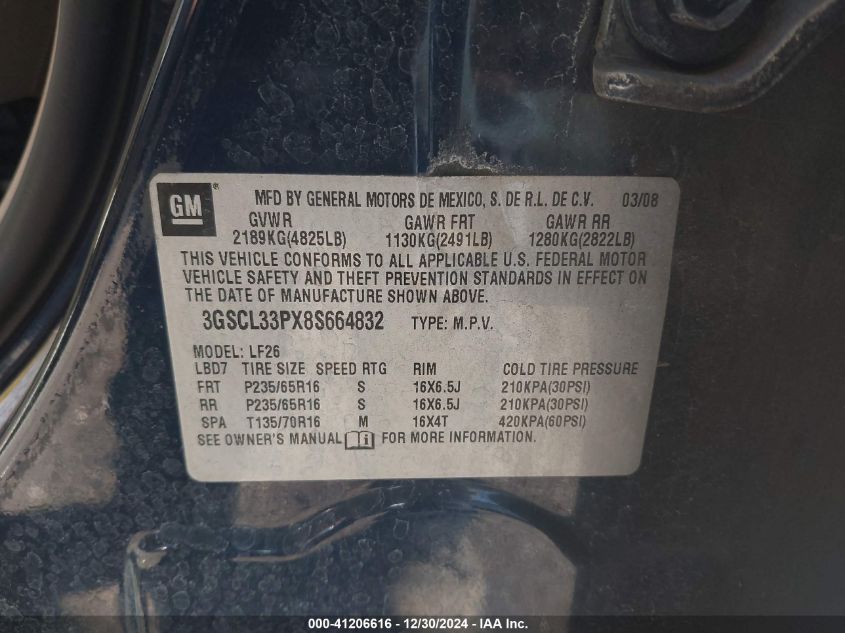 GM ® MFD BY GENERAL MOTORS DE MEXICO, S. DE R.L. DE C.V. 03/08
GVWR GAWR FRT GAWR RR
2189KG(4825LB) 1130KG(2491LB) 1280KG(2822LB)
THIS VEHICLE CONFORMS TO ALL APPLICABLE U.S. FEDERAL MOTOR
VEHICLE SAFETY AND THEFT PREVENTION STANDARDS IN EFFECT ON
THE DATE OF MANUFACTURE SHOWN ABOVE.
3GSCL33PX8S664832 TYPE: M.P.V.
MODEL: LF26
LBD7 TIRE SIZE SPEED RTG RIM COLD TIRE PRESSURE
FRT P235/65R16 S 16X6.5J 210KPA(30PSI)
RR P235/65R16 S 16X6.5J 210KPA(30PSI)
SPA T135/70R16 M 16X4T 420KPA(60PSI)
SEE OWNER'S MANUAL i FOR MORE INFORMATION.
000-41206616 - 12/30/2024 - IAA Inc.